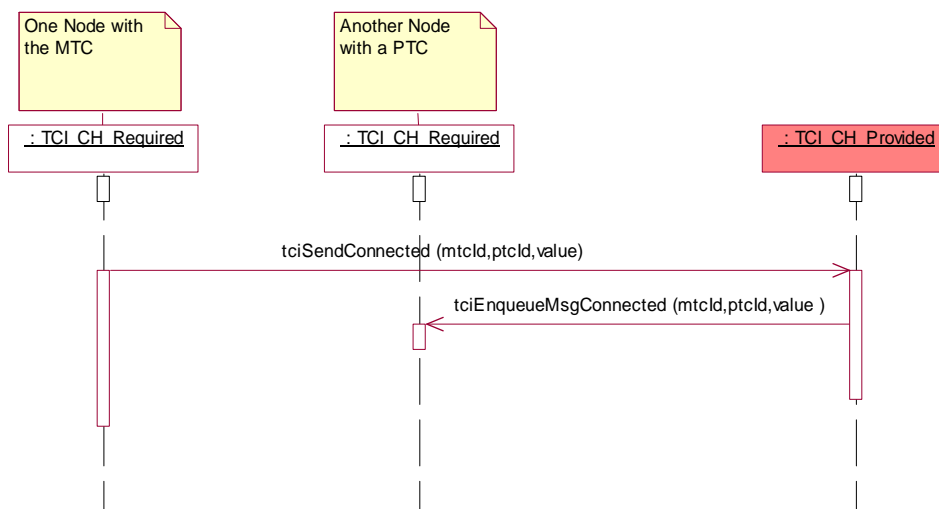 One Node with
the MTC
Another Node
with a PTC
: TCI_CH_Required
: TCI_CH_Required
: TCI_CH_Provided
tciSendConnected (mtcId,ptcId,value)
tciEnqueueMsgConnected (mtcId,ptcId,value )